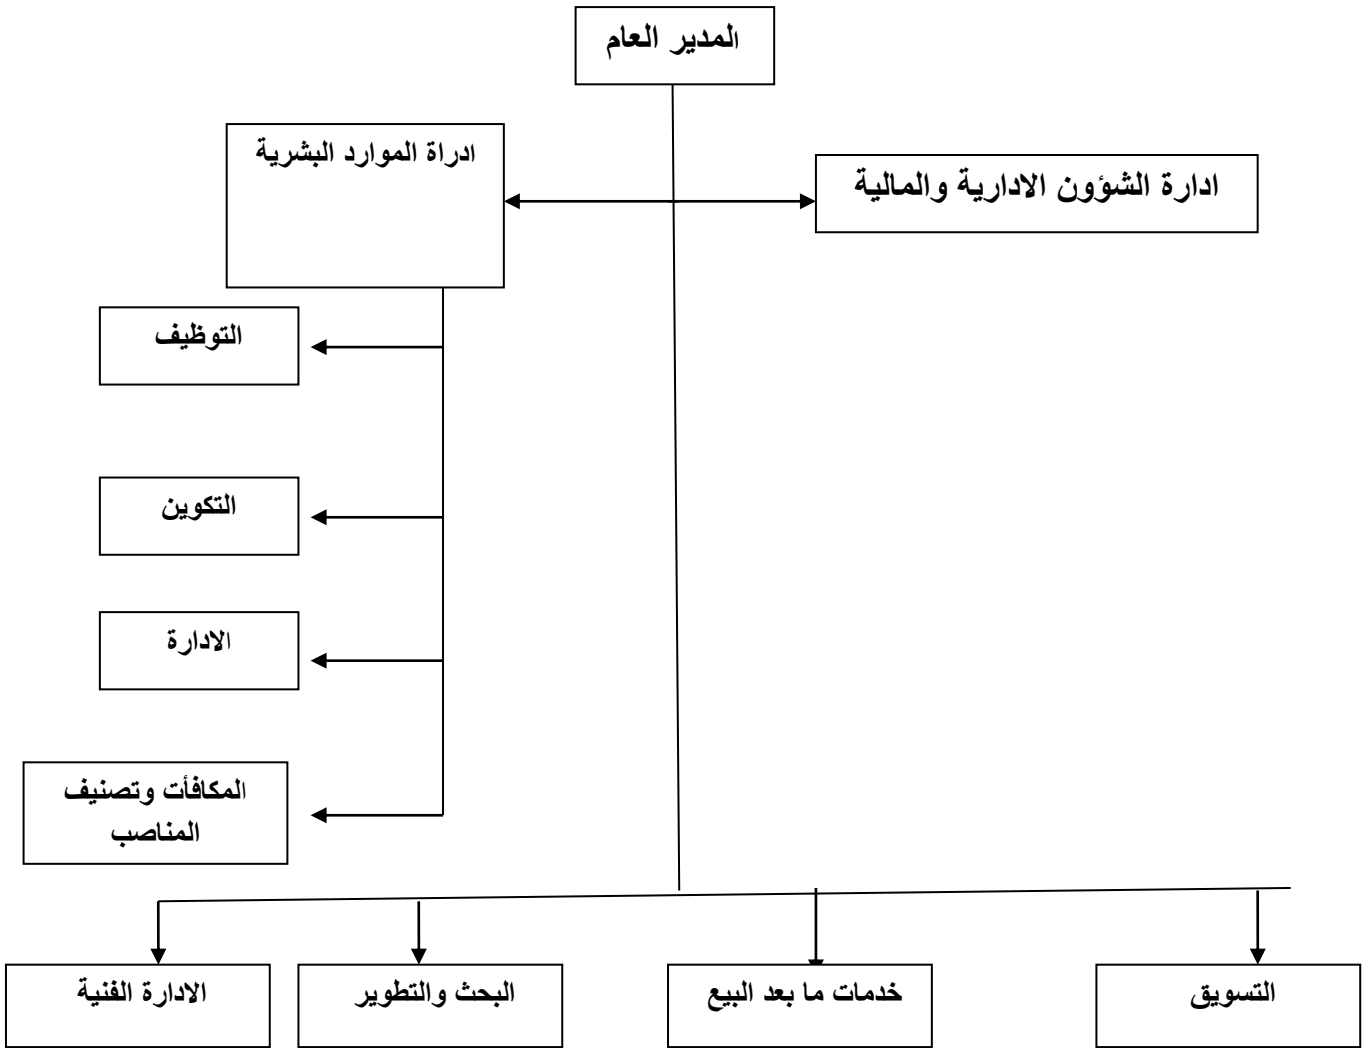 المدير العام
ادارة الشؤون الادارية والمالية
ادراة الموارد البشرية
التوظيف
التكوين
الادارة
المكافأت وتصنيف
المناصب
التسويق
خدمات ما بعد البيع
البحث والتطوير
الادارة الفنية